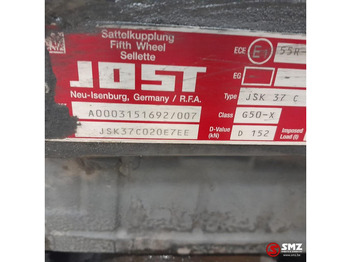 Sattelkupplung
Fifth Wheel
Sellette
JOST
Neu-Isenburg, Germany / R.F.A.
A0003151692/007
JSK37C020E7EE
ECE E1 55R-
EG
Type JSK 37 C
Class G50-X
D-Value (kN) D 152 Imposed Load (t)
SMZ